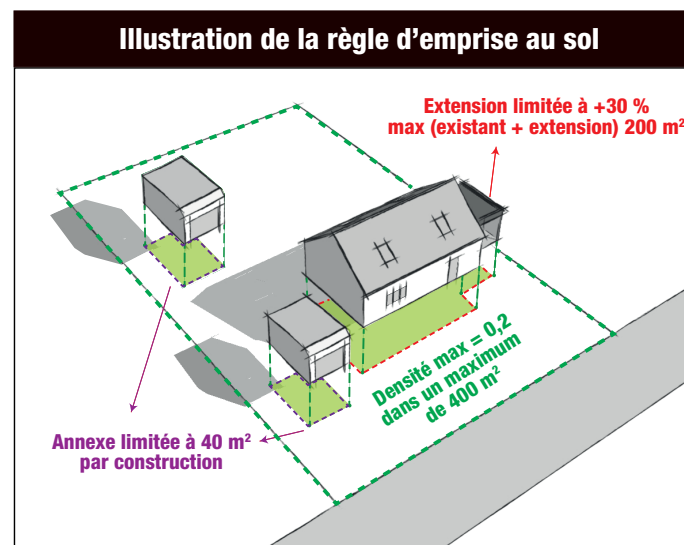 Illustration de la règle d’emprise au sol
Extension limitée à +30 %
max (existant + extension) 200 m²
Densité max = 0,2
dans un maximum
de 400 m²
Annexe limitée à 40 m²
par construction